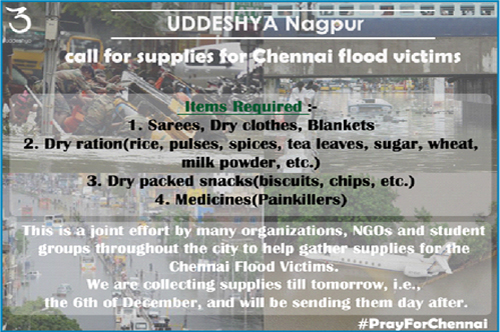 3
UDDESHYA
UDDESHYA Nagpur
call for supplies for Chennai flood victims
Items Required :-
1. Sarees, Dry clothes, Blankets
2. Dry ration(rice, pulses, spices, tea leaves, sugar, wheat,
milk powder, etc.)
3. Dry packed snacks(biscuits, chips, etc.)
4. Medicines(Painkillers)
This is a joint effort by many organizations, NGOs and student
groups throughout the city to help gather supplies for the
Chennai Flood Victims.
We are collecting supplies till tomorrow, i.e.,
the 6th of December, and will be sending them day after.
#PrayForChennai